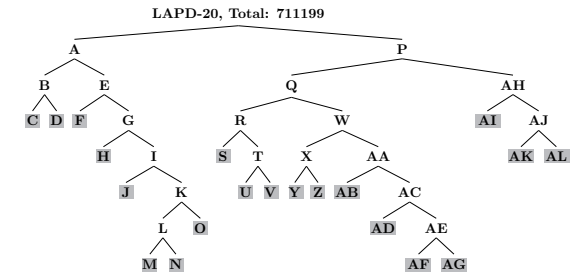 LAPD-20, Total: 711199
A P
B E Q AH
C D F G R W AI AJ
H I S T X AA AK AL
J K U V Y Z AB AC
L O AD AE
M N AF AG